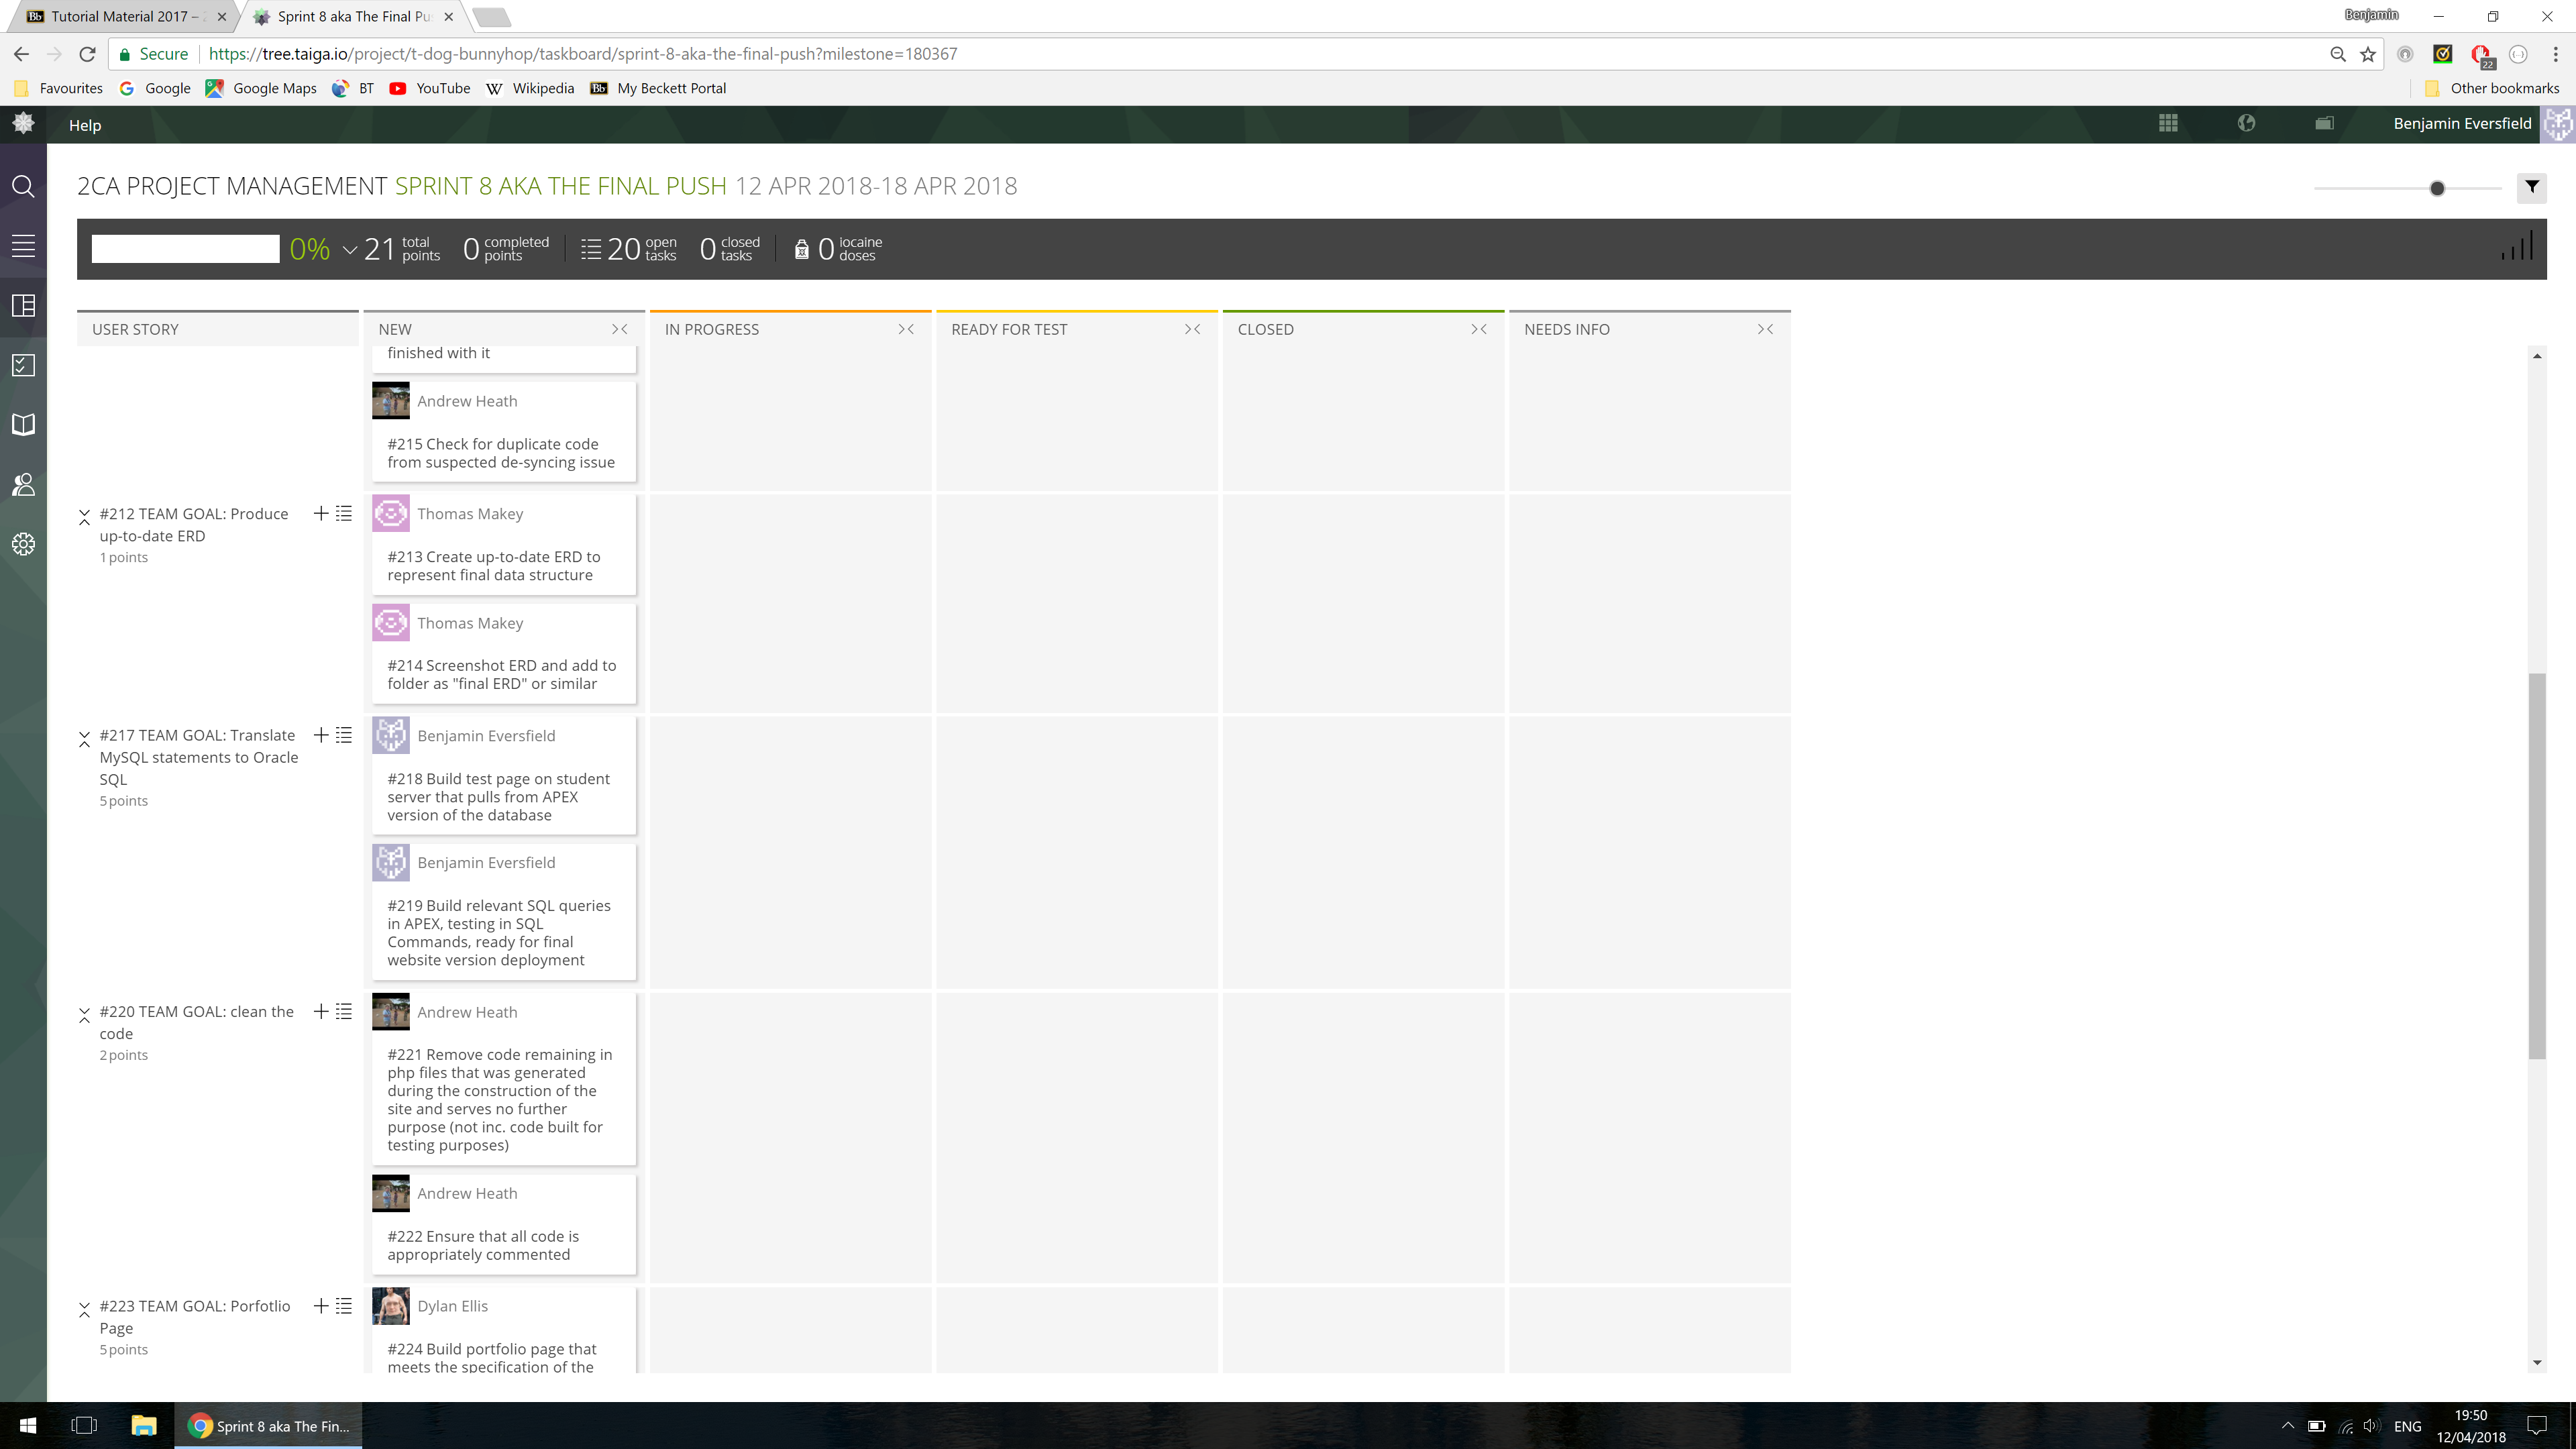 Tutorial Material 2017 – 2
Sprint 8 aka The Final Pu
Benjamin
Secure
https://tree.taiga.io/project/t-dog-bunnyhop/taskboard/sprint-8-aka-the-final-push?milestone=180367
22
Favourites
Google
Google Maps
BT
YouTube
Wikipedia
My Beckett Portal
Other bookmarks
Help
Benjamin Eversfield
2CA PROJECT MANAGEMENT SPRINT 8 AKA THE FINAL PUSH 12 APR 2018-18 APR 2018
0%
21 total points
0 completed points
20 open tasks
0 closed tasks
0 iocaine doses
USER STORY
NEW
IN PROGRESS
READY FOR TEST
CLOSED
NEEDS INFO
finished with it
Andrew Heath
#215 Check for duplicate code
from suspected de-syncing issue
#212 TEAM GOAL: Produce
up-to-date ERD
1 points
Thomas Makey
#213 Create up-to-date ERD to
represent final data structure
Thomas Makey
#214 Screenshot ERD and add to
folder as "final ERD" or similar
#217 TEAM GOAL: Translate
MySQL statements to Oracle
SQL
5 points
Benjamin Eversfield
#218 Build test page on student
server that pulls from APEX
version of the database
Benjamin Eversfield
#219 Build relevant SQL queries
in APEX, testing in SQL
Commands, ready for final
website version deployment
#220 TEAM GOAL: clean the
code
2 points
Andrew Heath
#221 Remove code remaining in
php files that was generated
during the construction of the
site and serves no further
purpose (not inc. code built for
testing purposes)
Andrew Heath
#222 Ensure that all code is
appropriately commented
#223 TEAM GOAL: Porfotlio
Page
5 points
Dylan Ellis
#224 Build portfolio page that
meets the specification of the
Sprint 8 aka The Fin...
ENG
19:50
12/04/2018